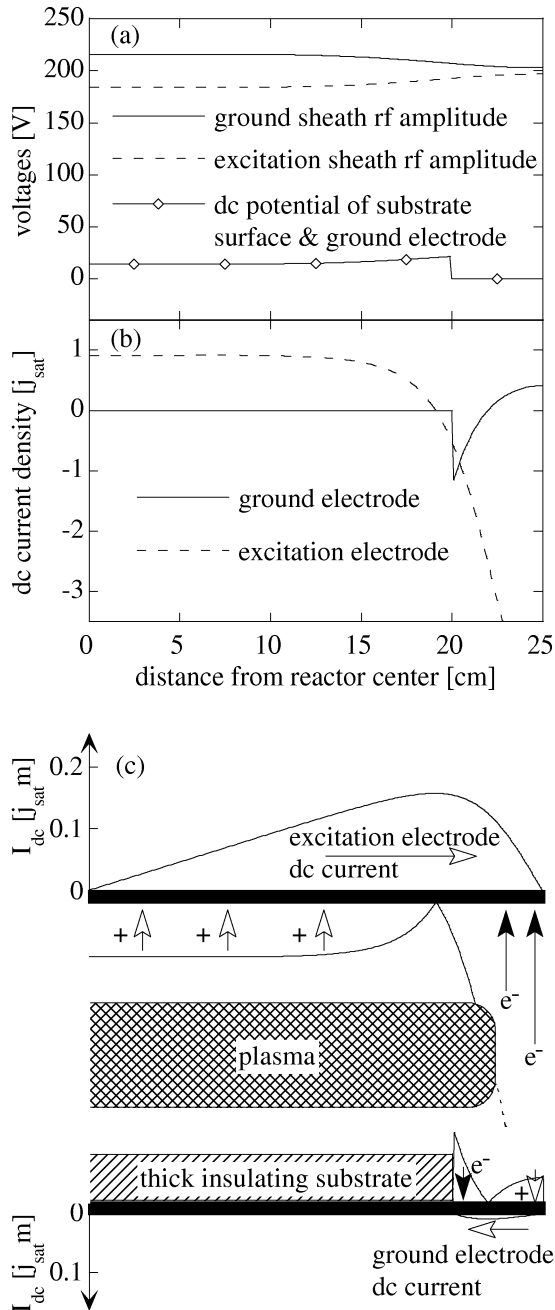 (a)
250
200
150
100
50
0
voltages [V]
ground sheath rf amplitude
excitation sheath rf amplitude
dc potential of substrate
surface & ground electrode
(b)
1
0
-1
-2
-3
dc current density [j_sat]
ground electrode
excitation electrode
0 5 10 15 20 25
distance from reactor center [cm]
(c)
0.2
0.1
0
I_dc [j_sat m]
excitation electrode
dc current
+ + +
e⁻
e⁻
plasma
thick insulating substrate
e⁻
+
0
0.1
I_dc [j_sat m]
ground electrode
dc current